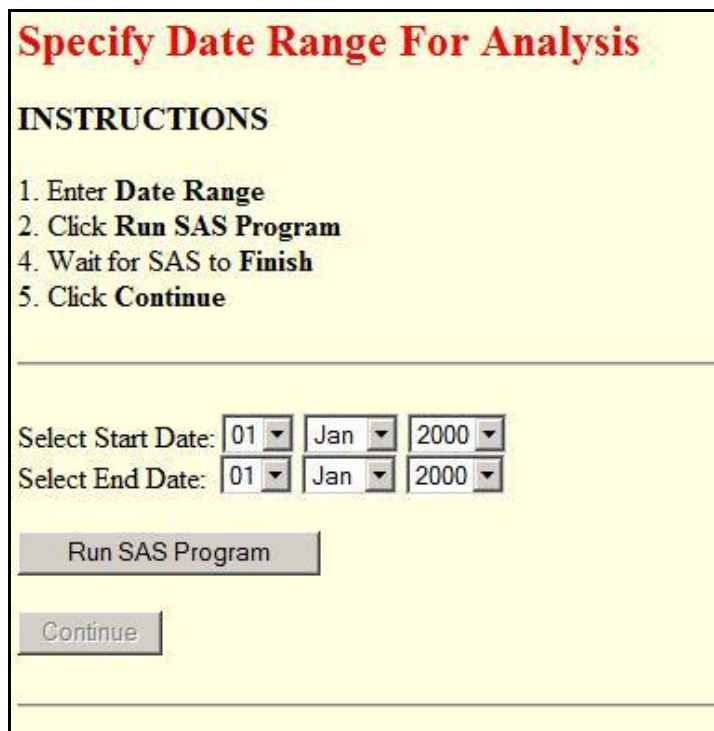 Specify Date Range For Analysis
INSTRUCTIONS
1. Enter Date Range
2. Click Run SAS Program
4. Wait for SAS to Finish
5. Click Continue
Select Start Date: 01 Jan 2000
Select End Date: 01 Jan 2000
Run SAS Program
Continue